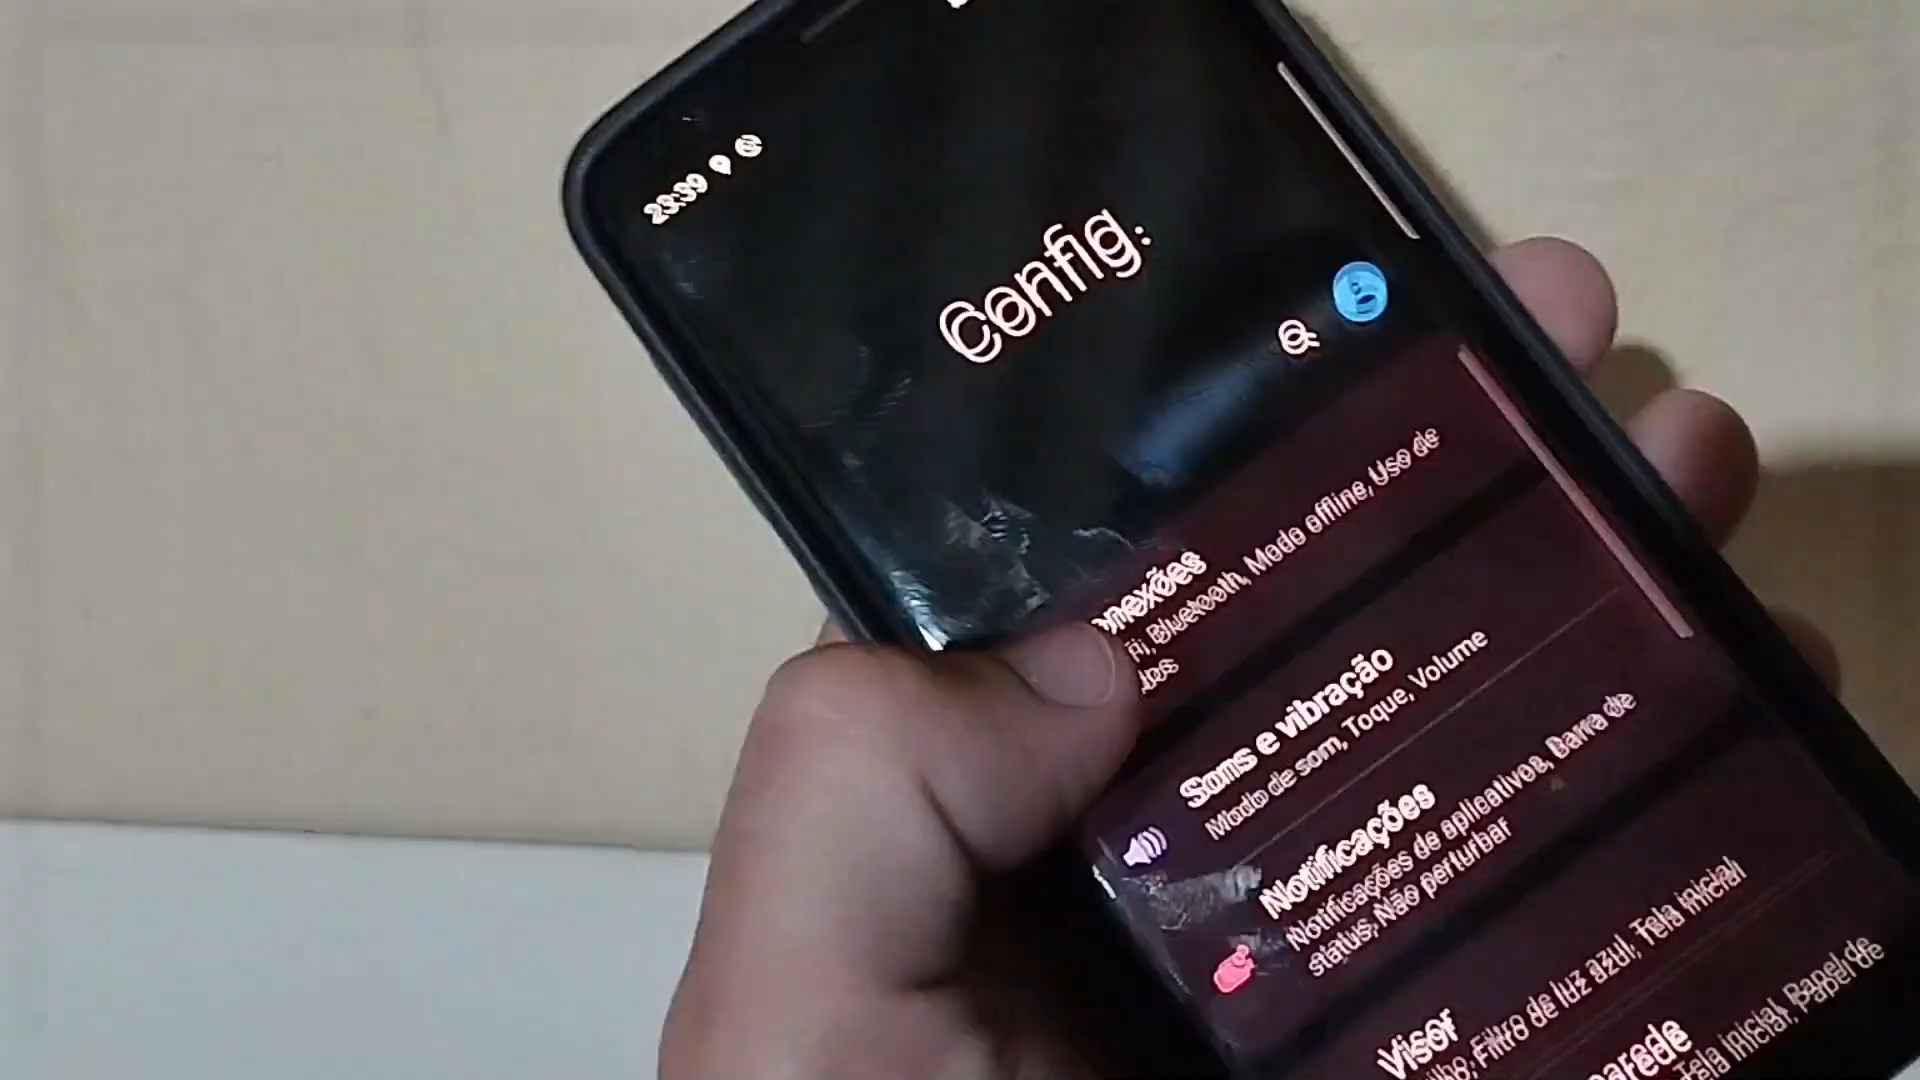 23:39
Config.
nexões
Fi, Bluetooth, Modo offline, Uso de
dos
Sons e vibração
Modo de som, Toque, Volume
Notificações
Notificações de aplicativos, Barra de
status, Não perturbar
Visor
ilho, Filtro de luz azul, Tela inicial
parede
Tela inicial, Papel de